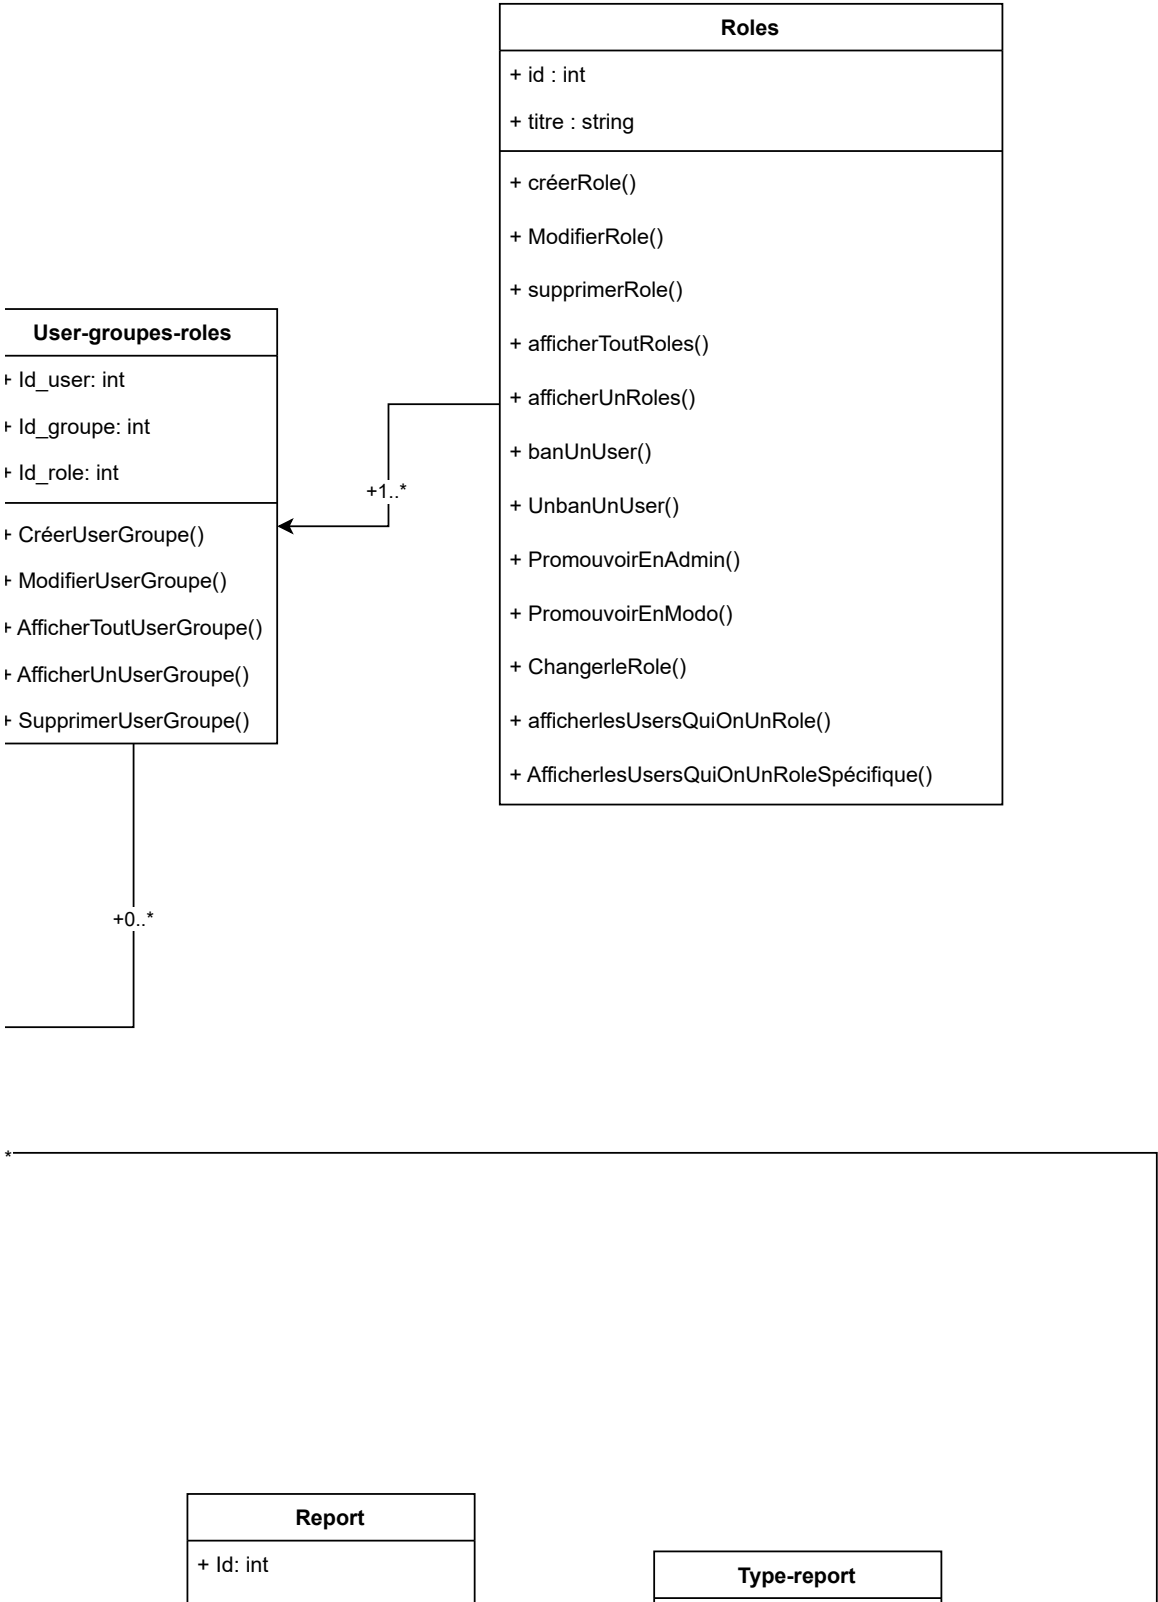 Roles
+ id : int
+ titre : string
+ créerRole()
+ ModifierRole()
+ supprimerRole()
+ afficherToutRoles()
+ afficherUnRoles()
+ banUnUser()
+ UnbanUnUser()
+ PromouvoirEnAdmin()
+ PromouvoirEnModo()
+ ChangerleRole()
+ afficherlesUsersQuiOnUnRole()
+ AfficherlesUsersQuiOnUnRoleSpécifique()
User-groupes-roles
+ Id_user: int
+ Id_groupe: int
+ Id_role: int
+ CréerUserGroupe()
+ ModifierUserGroupe()
+ AfficherToutUserGroupe()
+ AfficherUnUserGroupe()
+ SupprimerUserGroupe()
+1..*
+0..*
*
Report
+ Id: int
Type-report